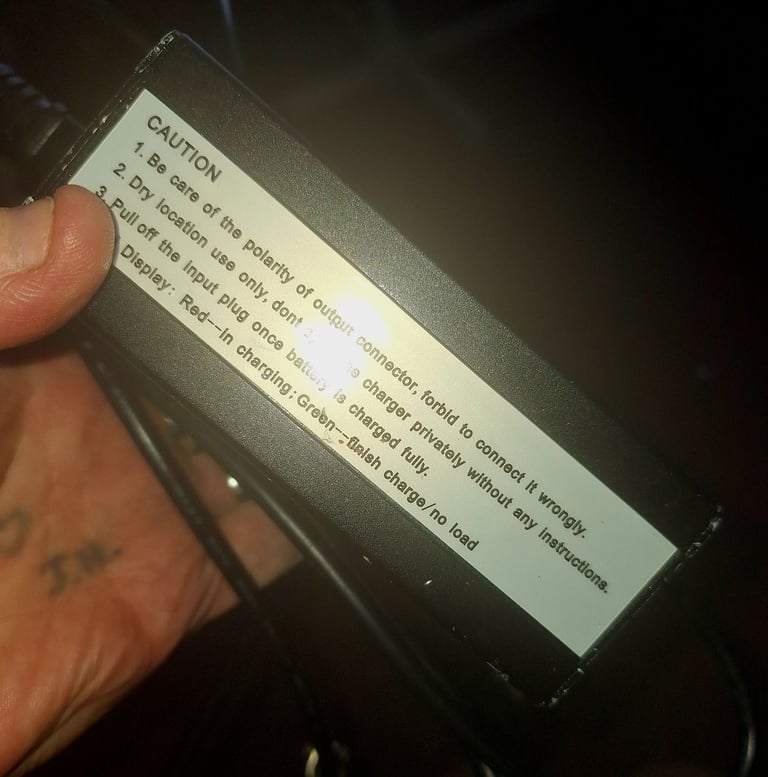 CAUTION
1. Be care of the polarity of output connector, forbid to connect it wrongly.
2. Dry location use only, dont charger privately without any instructions.
3. Pull off the input plug once battery is charged fully.
Display: Red--in charging; Green--finish charge/no load
J.N.